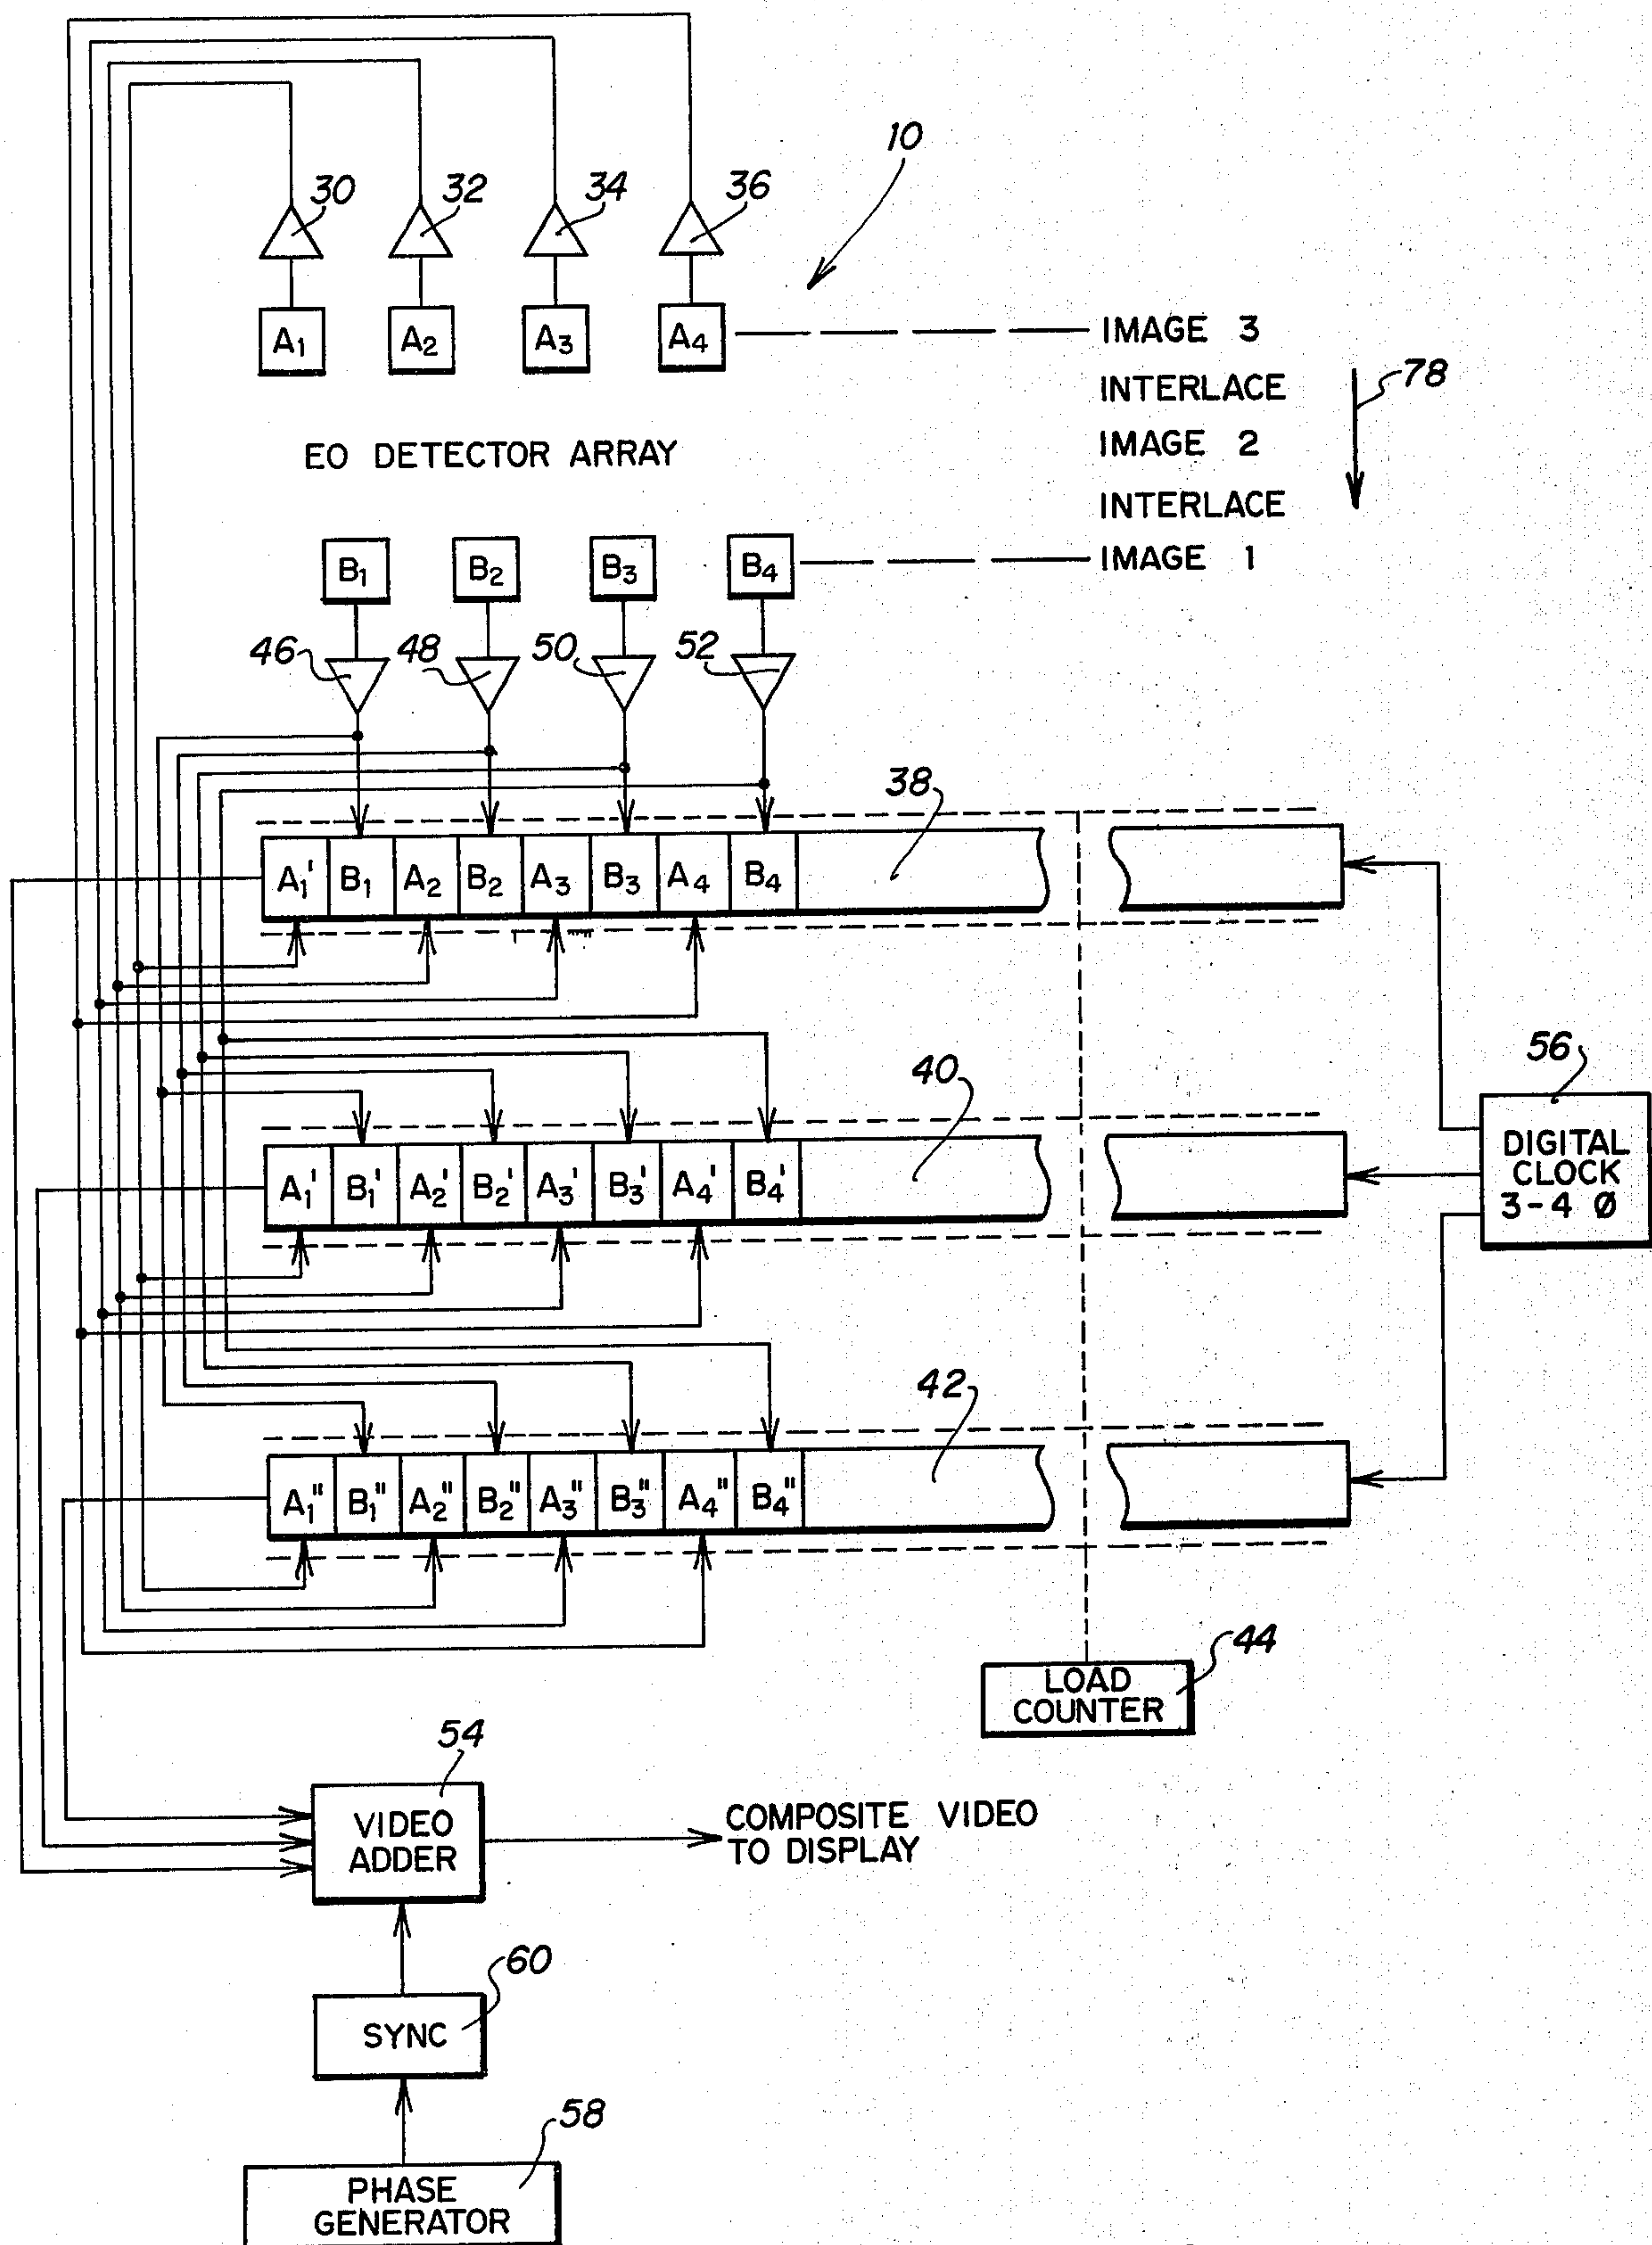 10
30 32 34 36
A1 A2 A3 A4 IMAGE 3
INTERLACE 78
EO DETECTOR ARRAY IMAGE 2
INTERLACE
B1 B2 B3 B4 IMAGE 1
46 48 50 52
38
A1' B1 A2 B2 A3 B3 A4 B4
40
56
DIGITAL
CLOCK
3-4 Ø
A1' B1' A2' B2' A3' B3' A4' B4'
42
A1" B1" A2" B2" A3" B3" A4" B4"
44
LOAD
COUNTER
54
VIDEO
ADDER
COMPOSITE VIDEO
TO DISPLAY
60
SYNC
58
PHASE
GENERATOR